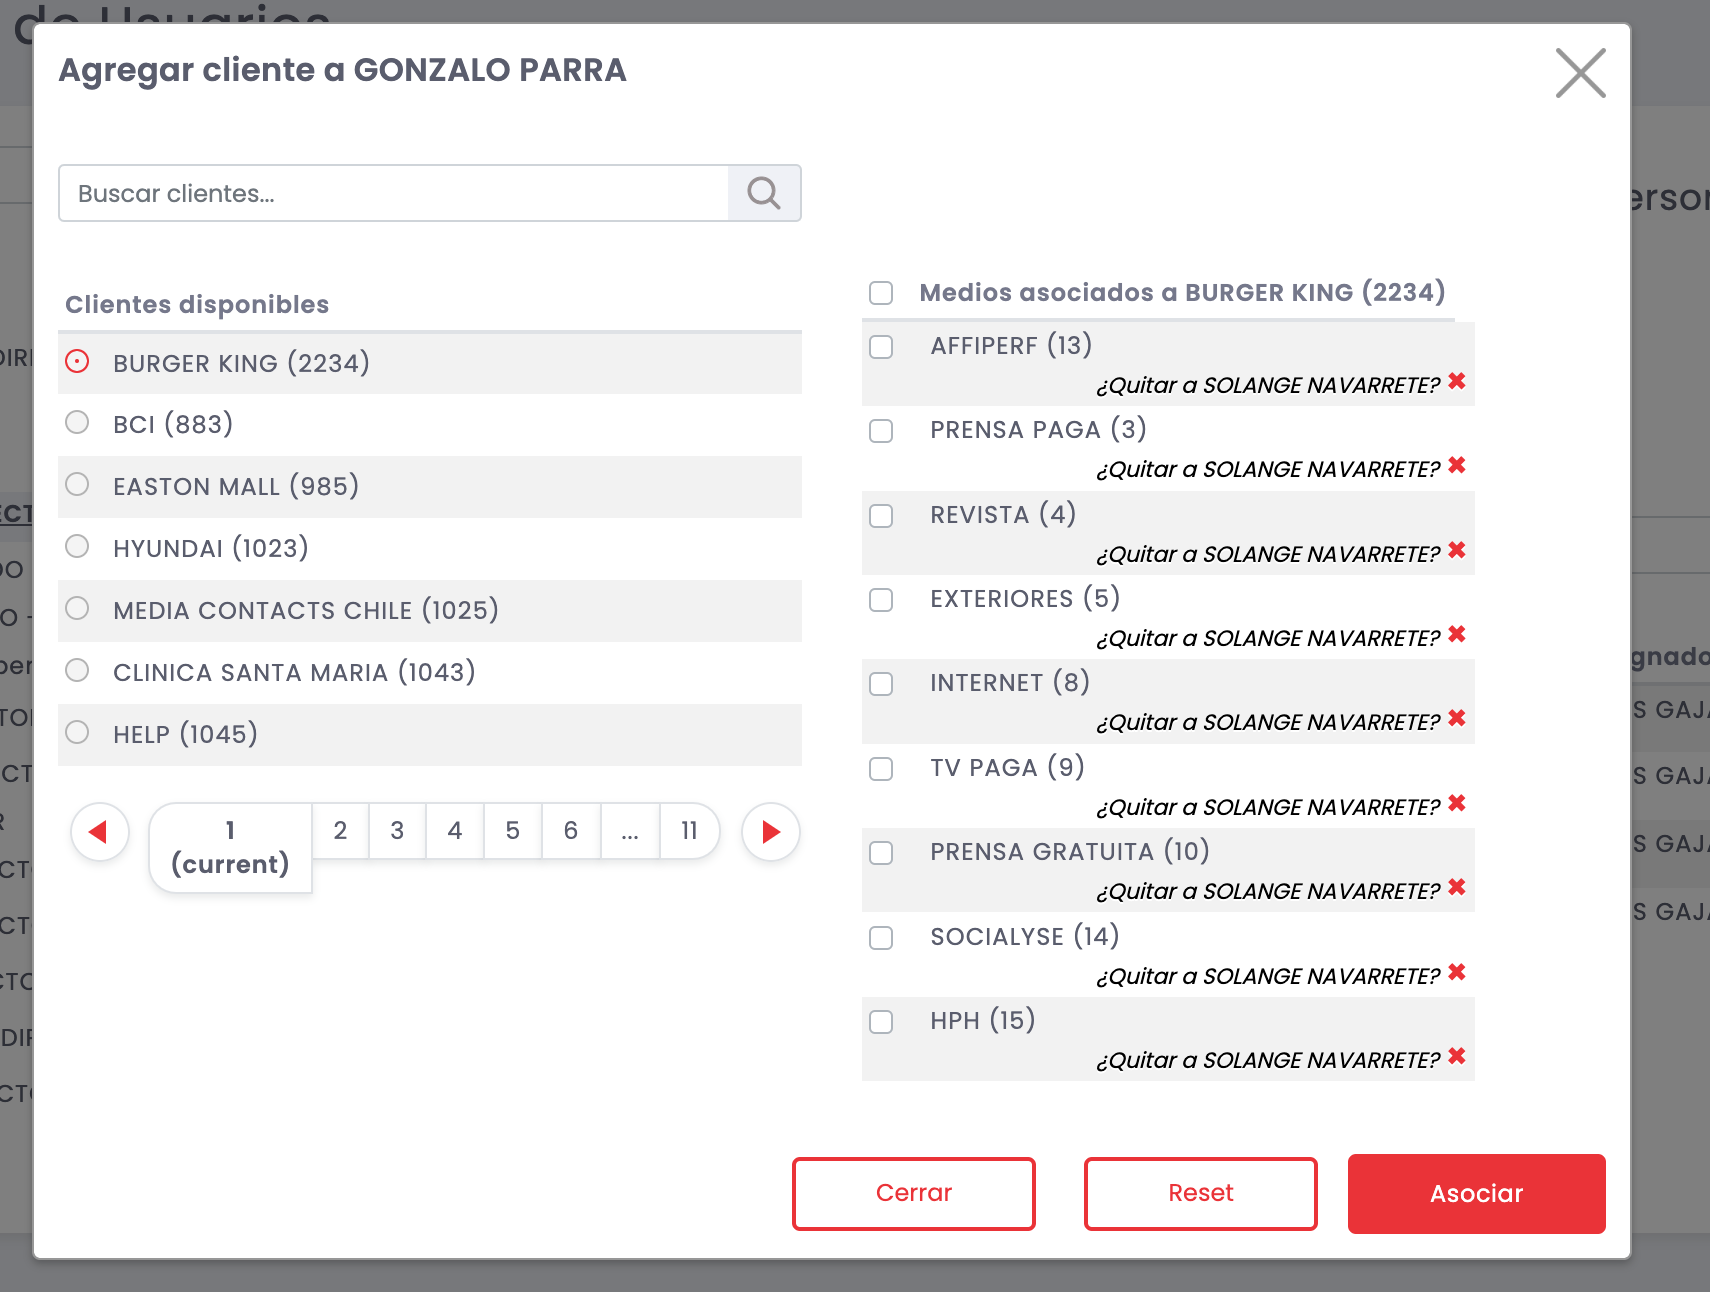 de Usuarios
Agregar cliente a GONZALO PARRA
Buscar clientes...
Clientes disponibles
BURGER KING (2234)
BCI (883)
EASTON MALL (985)
HYUNDAI (1023)
MEDIA CONTACTS CHILE (1025)
CLINICA SANTA MARIA (1043)
HELP (1045)
1 2 3 4 5 6 ... 11
(current)
Medios asociados a BURGER KING (2234)
AFFIPERF (13)
¿Quitar a SOLANGE NAVARRETE?
PRENSA PAGA (3)
¿Quitar a SOLANGE NAVARRETE?
REVISTA (4)
¿Quitar a SOLANGE NAVARRETE?
EXTERIORES (5)
¿Quitar a SOLANGE NAVARRETE?
INTERNET (8)
¿Quitar a SOLANGE NAVARRETE?
TV PAGA (9)
¿Quitar a SOLANGE NAVARRETE?
PRENSA GRATUITA (10)
¿Quitar a SOLANGE NAVARRETE?
SOCIALYSE (14)
¿Quitar a SOLANGE NAVARRETE?
HPH (15)
¿Quitar a SOLANGE NAVARRETE?
Cerrar
Reset
Asociar